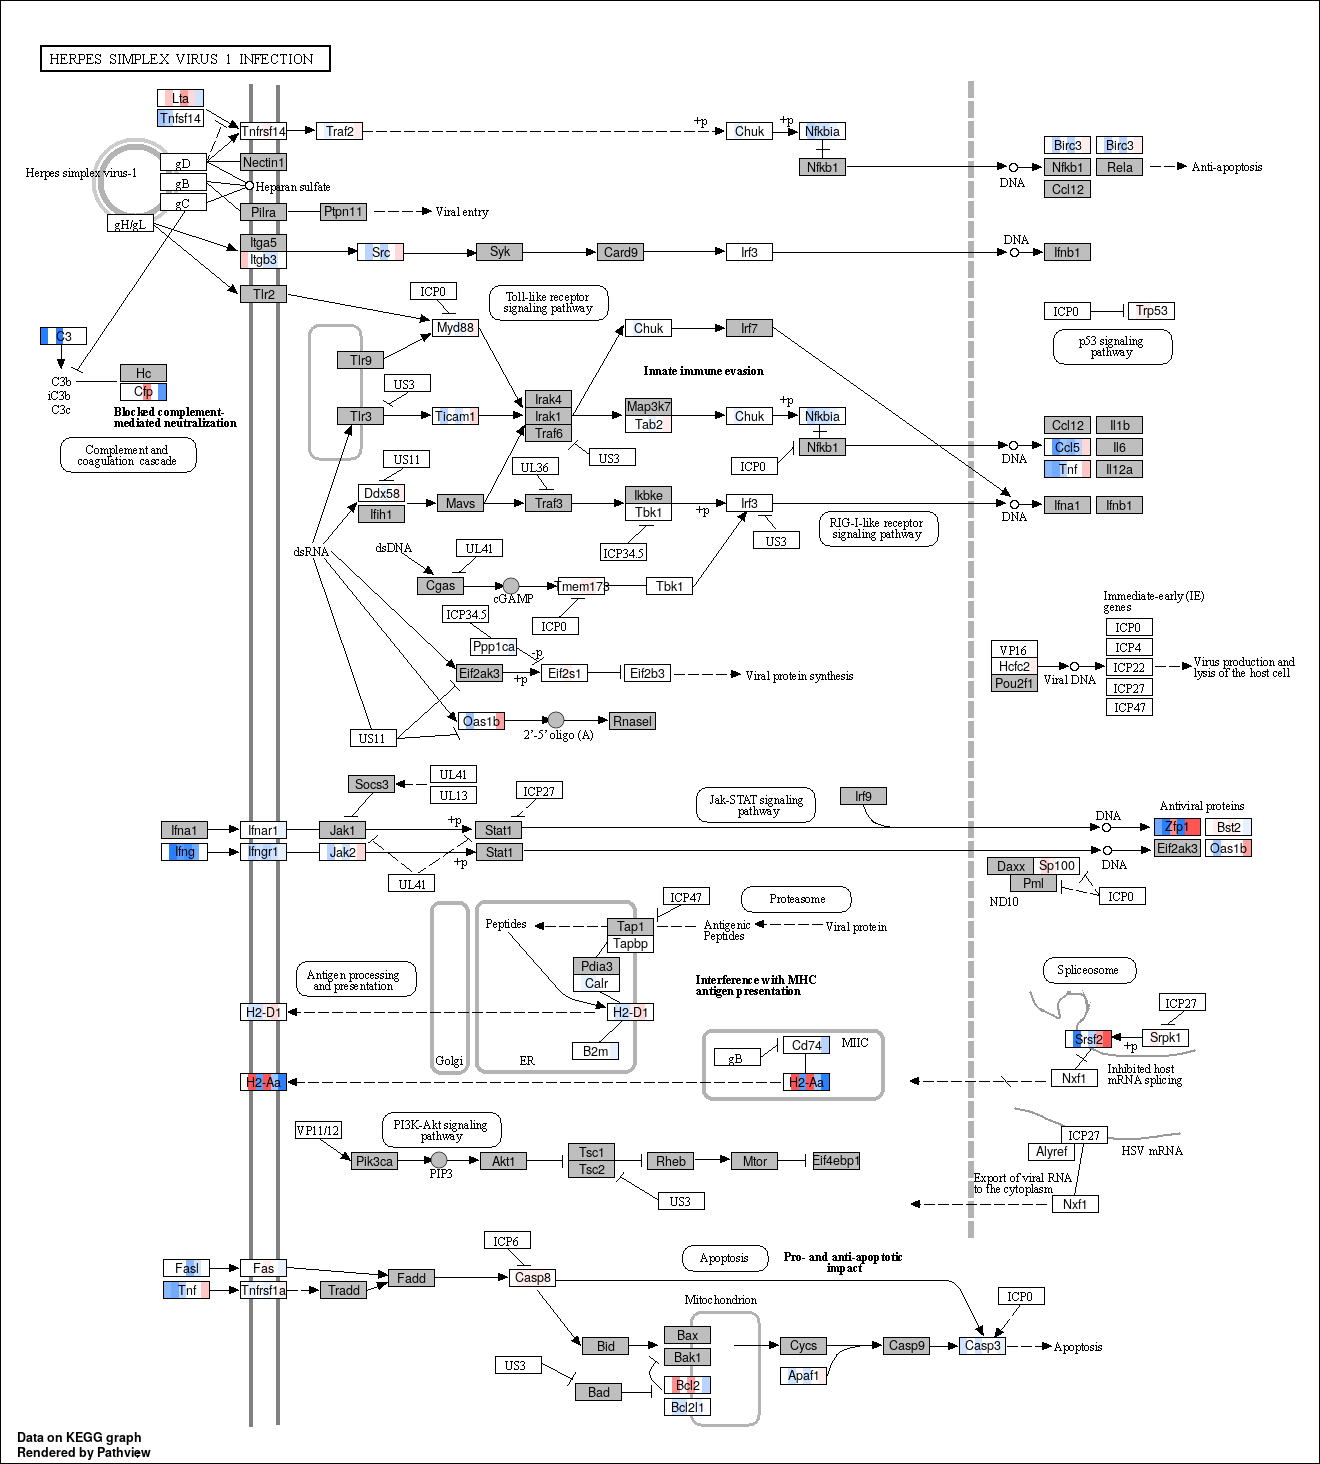 HERPES SIMPLEX VIRUS 1 INFECTION
Lta
Tnfsf14
Tnfrsf14
Traf2
+p
Chuk
+p
Nfkbia
Nfkb1
Birc3
Birc3
Nfkb1
Rela
Ccl12
DNA
Anti-apoptosis
Herpes simplex virus-1
gD
gB
gC
gH/gL
Nectin1
Heparan sulfate
Pilra
Ptpn11
Viral entry
Itga5
Itgb3
Src
Syk
Card9
Irf3
DNA
Ifnb1
Tlr2
ICP0
Toll-like receptor
signaling pathway
Myd88
Chuk
Irf7
ICP0
Trp53
p53 signaling
pathway
C3
C3b
iC3b
C3c
Hc
Cfp
Blocked complement-
mediated neutralization
Complement and
coagulation cascade
Tlr9
Innate immune evasion
US3
Tlr3
Ticam1
Irak4
Irak1
Traf6
Map3k7
Tab2
Chuk
+p
Nfkbia
Nfkb1
ICP0
US3
DNA
Ccl12
Il1b
Ccl5
Il6
Tnf
Il12a
US11
UL36
Ddx58
Ifih1
Mavs
Traf3
Ikbke
Tbk1
+p
Irf3
US3
ICP34.5
RIG-I-like receptor
signaling pathway
DNA
Ifna1
Ifnb1
dsRNA
dsDNA
UL41
Cgas
cGAMP
Tmem173
Tbk1
ICP0
ICP34.5
Ppp1ca
-p
Eif2ak3
+p
Eif2s1
Eif2b3
Viral protein synthesis
Oas1b
2'-5' oligo (A)
Rnasel
US11
Immediate-early (IE)
genes
ICP0
ICP4
ICP22
ICP27
ICP47
VP16
Hcfc2
Pou2f1
Viral DNA
Virus production and
lysis of the host cell
Socs3
UL41
UL13
ICP27
Jak-STAT signaling
pathway
Irf9
Ifna1
Ifnar1
Jak1
+p
Stat1
Ifng
Ifngr1
Jak2
+p
Stat1
UL41
DNA
DNA
Antiviral proteins
Zfp1
Bst2
Eif2ak3
Oas1b
Daxx
Sp100
Pml
ND10
ICP0
ICP47
Proteasome
Peptides
Tap1
Tapbp
Antigenic
Peptides
Viral protein
Pdia3
Calr
Antigen processing
and presentation
Interference with MHC
antigen presentation
H2-D1
H2-D1
B2m
Golgi
ER
gB
Cd74
MIIC
H2-Aa
H2-Aa
Spliceosome
ICP27
Srsf2
+p
Srpk1
Nxf1
Inhibited host
mRNA splicing
VP11/12
PI3K-Akt signaling
pathway
Pik3ca
PIP3
Akt1
Tsc1
Tsc2
Rheb
Mtor
Eif4ebp1
US3
ICP27
Alyref
HSV mRNA
Export of viral RNA
to the cytoplasm
Nxf1
ICP6
Apoptosis
Pro- and anti-apoptotic
impact
Fasl
Fas
Fadd
Casp8
Tnf
Tnfrsf1a
Tradd
ICP0
Mitochondrion
Bid
Bax
Bak1
Cycs
Casp9
Casp3
Apoptosis
US3
Bad
Bcl2
Bcl2l1
Apaf1
Data on KEGG graph
Rendered by Pathview